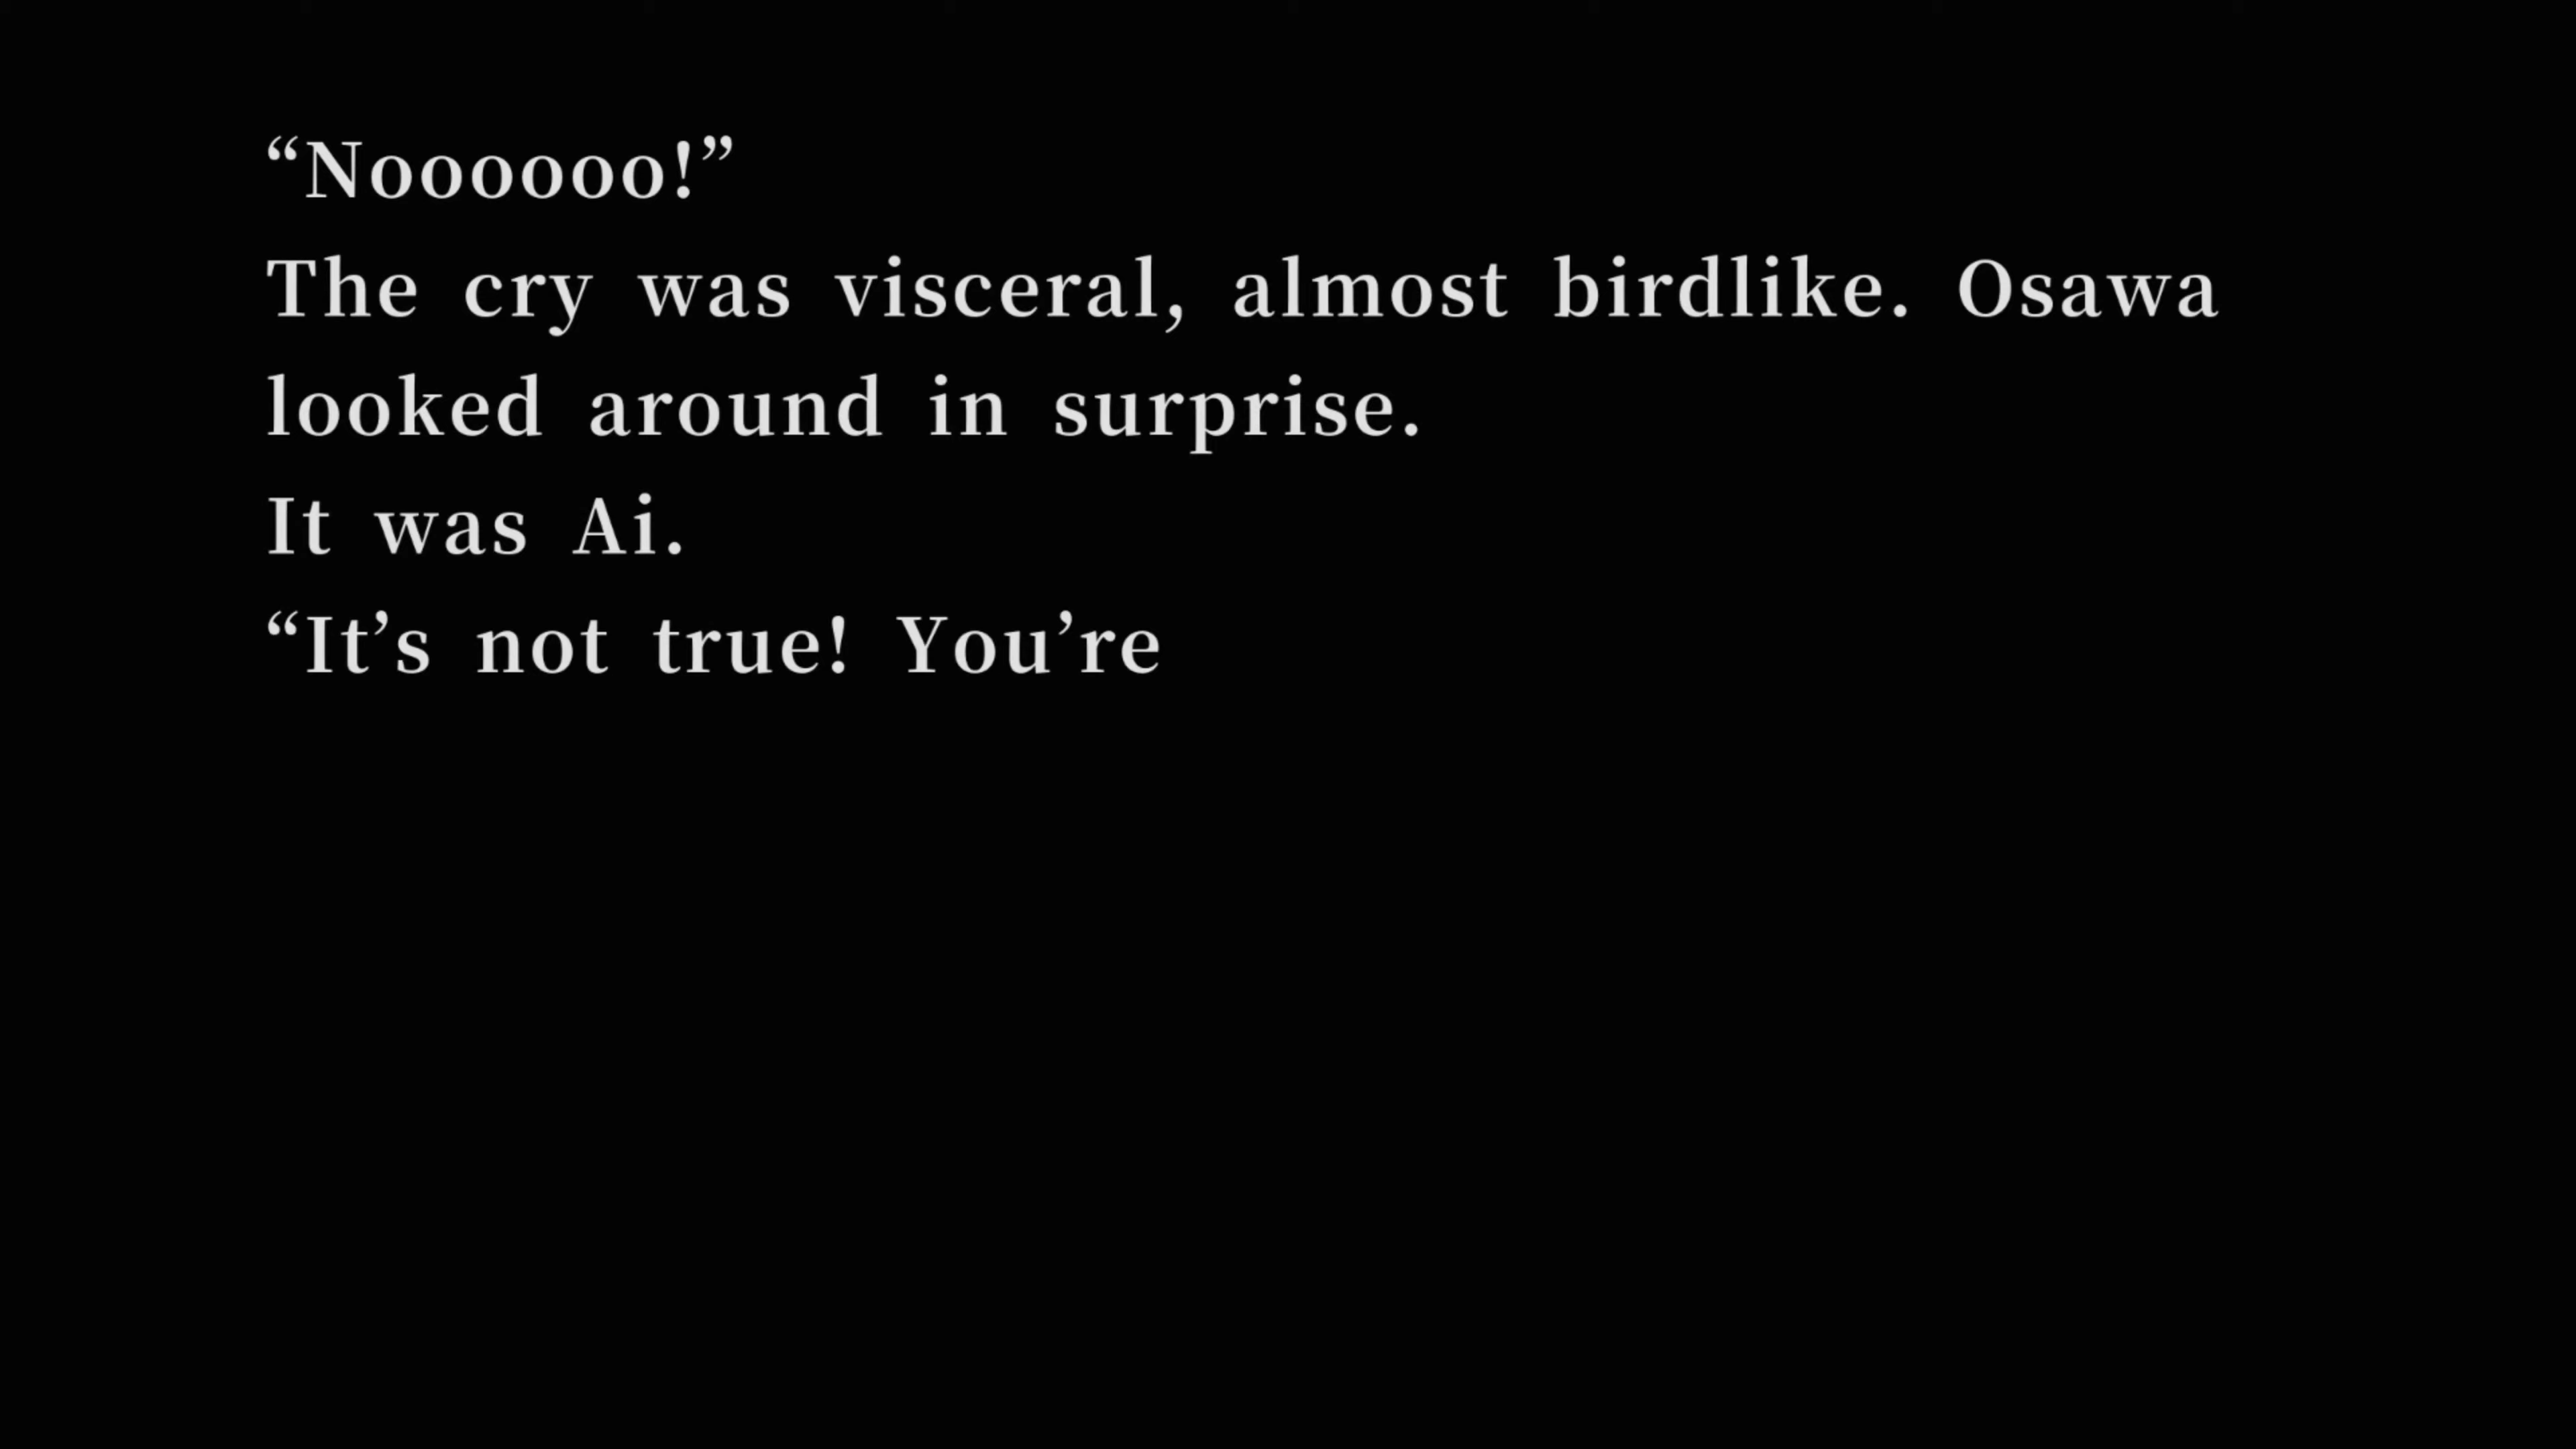 “Noooooo!”
The cry was visceral, almost birdlike. Osawa
looked around in surprise.
It was Ai.
“It’s not true! You’re